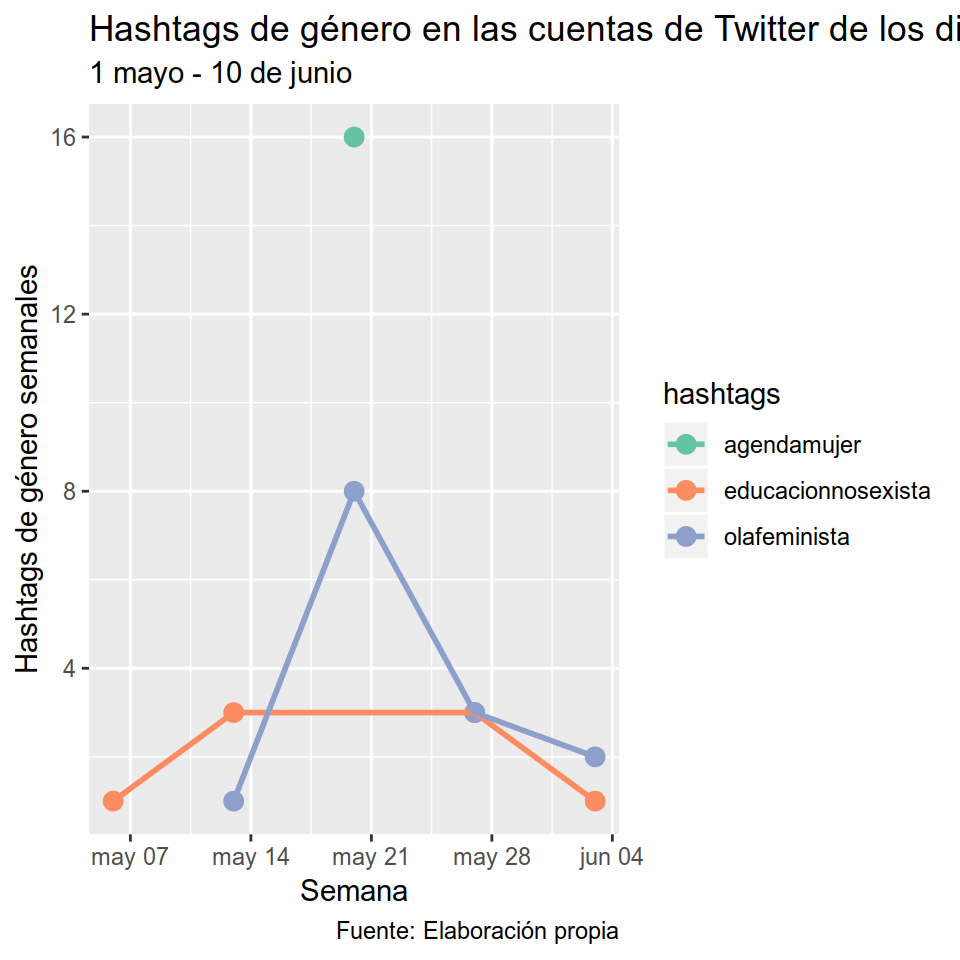 Hashtags de género en las cuentas de Twitter de los di
1 mayo - 10 de junio
16
12
8
4
Hashtags de género semanales
may 07
may 14
may 21
may 28
jun 04
Semana
Fuente: Elaboración propia
hashtags
agendamujer
educacionnosexista
olafeminista